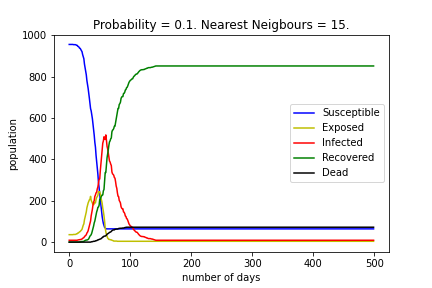 Probability = 0.1. Nearest Neigbours = 15.
1000
800
600
400
200
0
population
Susceptible
Exposed
Infected
Recovered
Dead
0 100 200 300 400 500
number of days